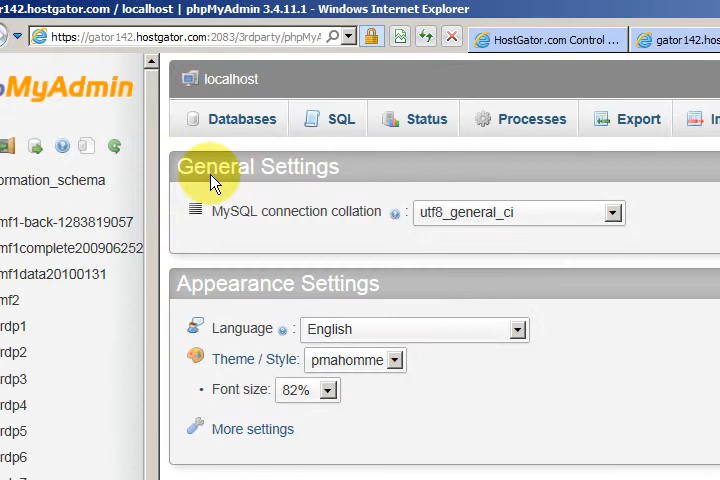 r142.hostgator.com / localhost | phpMyAdmin 3.4.11.1 - Windows Internet Explorer
https://gator142.hostgator.com:2083/3rdparty/phpMyA
HostGator.com Control ...
gator142.hos
pMyAdmin
localhost
Databases
SQL
Status
Processes
Export
In
General Settings
MySQL connection collation : utf8_general_ci
Appearance Settings
Language : English
Theme / Style: pmahomme
• Font size: 82%
More settings
ormation_schema
mf1-back-1283819057
mf1complete200906252
mf1data20100131
mf2
rdp1
rdp2
rdp3
rdp4
rdp5
rdp6